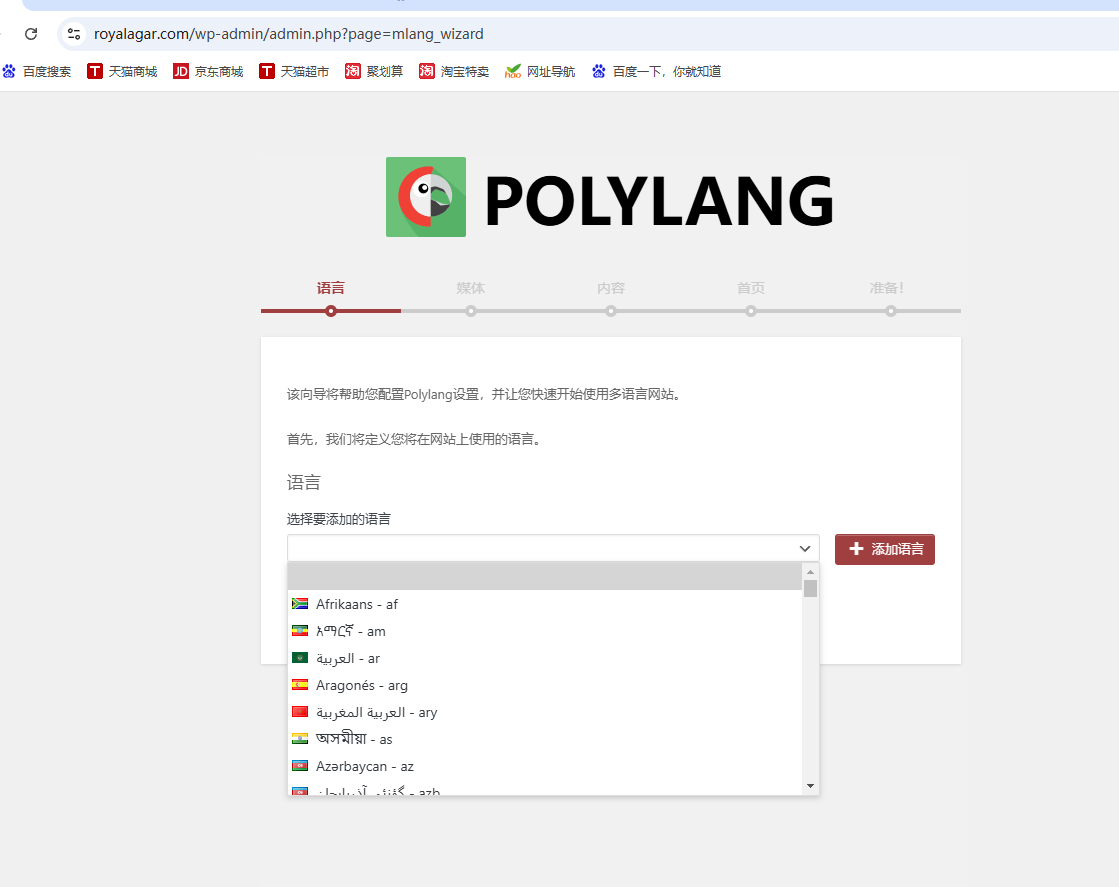 royalagar.com/wp-admin/admin.php?page=mlang_wizard
百度搜索 天猫商城 京东商城 天猫超市 聚划算 淘宝特卖 网址导航 百度一下，你就知道
POLYLANG
语言 媒体 内容 首页 准备！
该向导将帮助您配置Polylang设置，并让您快速开始使用多语言网站。
首先，我们将定义您将在网站上使用的语言。
语言
选择要添加的语言
添加语言
Afrikaans - af
አማርኛ - am
العربية - ar
Aragonés - arg
العربية المغربية - ary
অসমীয়া - as
Azərbaycan - az
گؤنئی آذربایجان - azb